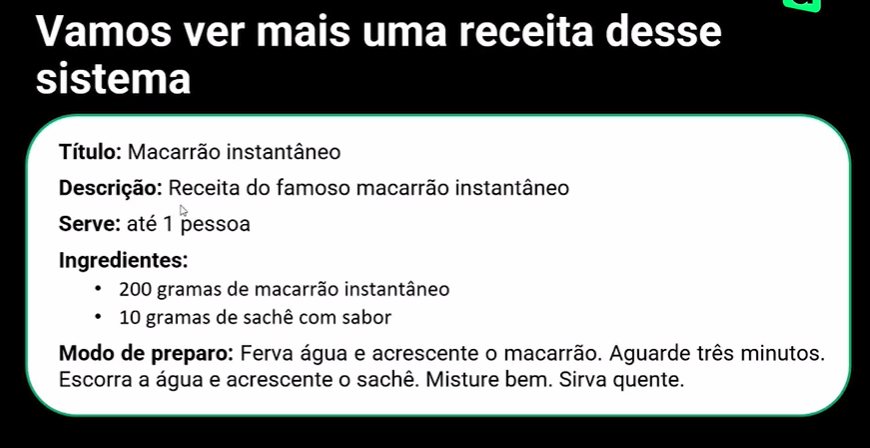 Vamos ver mais uma receita desse
sistema
Título: Macarrão instantâneo
Descrição: Receita do famoso macarrão instantâneo
Serve: até 1 pessoa
Ingredientes:
• 200 gramas de macarrão instantâneo
• 10 gramas de sachê com sabor
Modo de preparo: Ferva água e acrescente o macarrão. Aguarde três minutos.
Escorra a água e acrescente o sachê. Misture bem. Sirva quente.